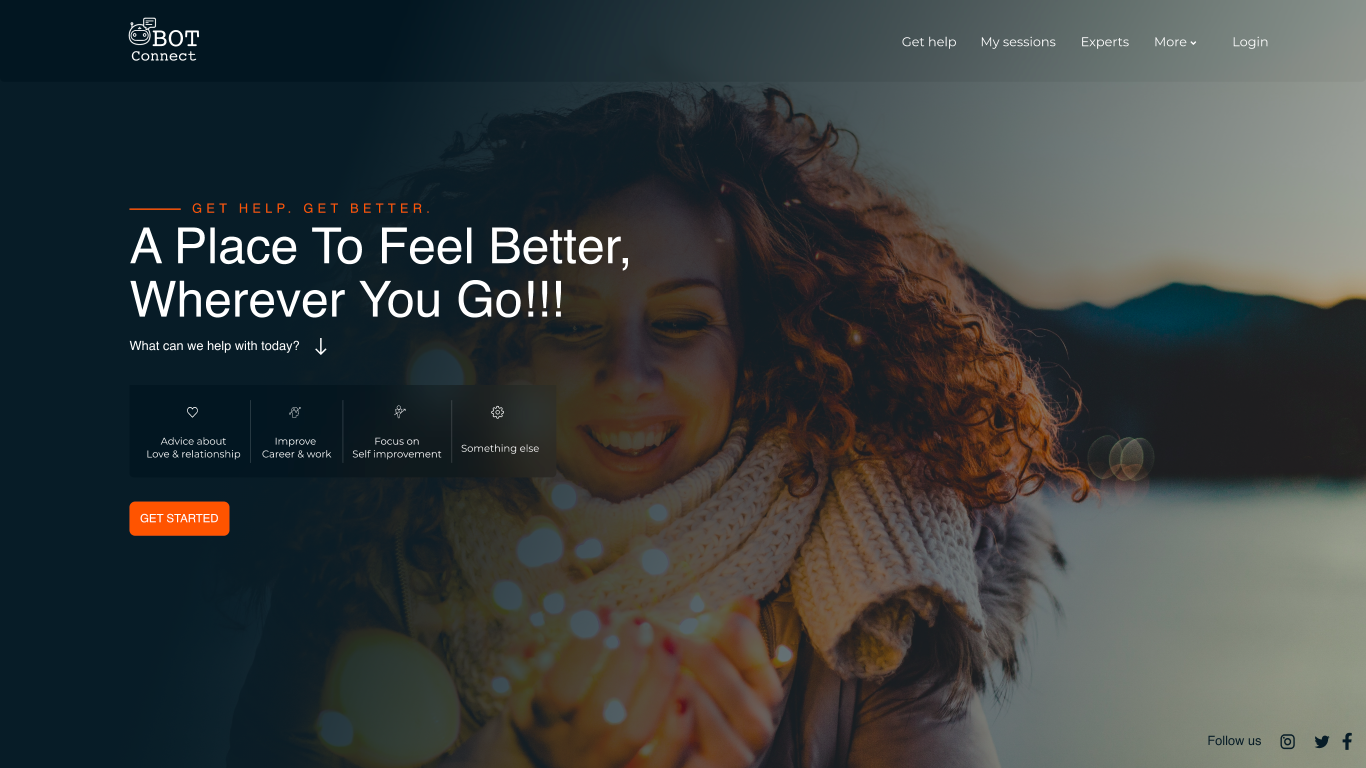 BOT
Connect
Get help
My sessions
Experts
More
Login
GET HELP. GET BETTER.
A Place To Feel Better,
Wherever You Go!!!
What can we help with today?
Advice about
Love & relationship
Improve
Career & work
Focus on
Self improvement
Something else
GET STARTED
Follow us